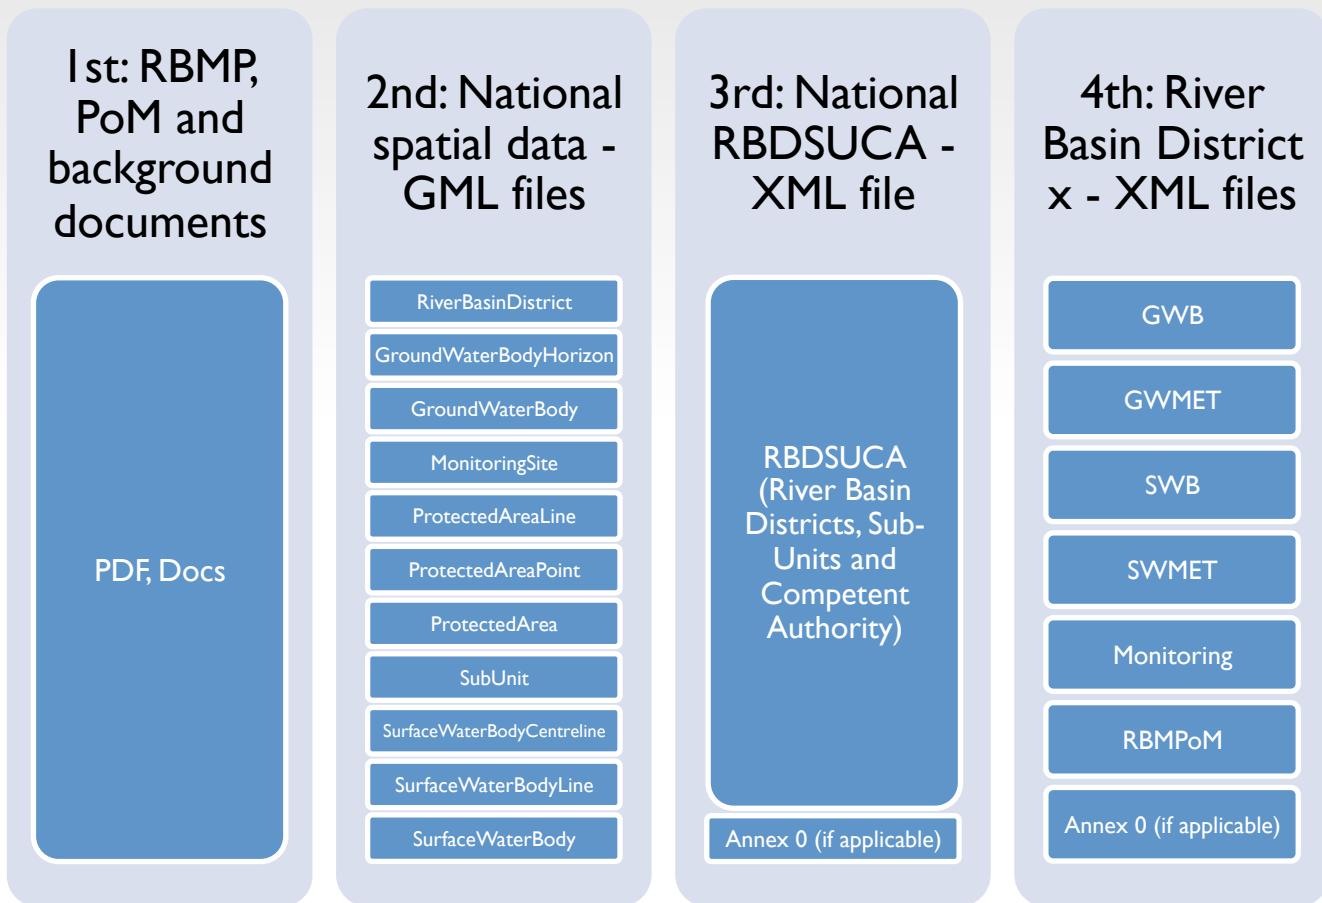 1st: RBMP,
PoM and
background
documents
PDF, Docs
2nd: National
spatial data -
GML files
RiverBasinDistrict
GroundWaterBodyHorizon
GroundWaterBody
MonitoringSite
ProtectedAreaLine
ProtectedAreaPoint
ProtectedArea
SubUnit
SurfaceWaterBodyCentreline
SurfaceWaterBodyLine
SurfaceWaterBody
3rd: National
RBDSUCA -
XML file
RBDSUCA
(River Basin
Districts, Sub-
Units and
Competent
Authority)
Annex 0 (if applicable)
4th: River
Basin District
x - XML files
GWB
GWMET
SWB
SWMET
Monitoring
RBMPoM
Annex 0 (if applicable)